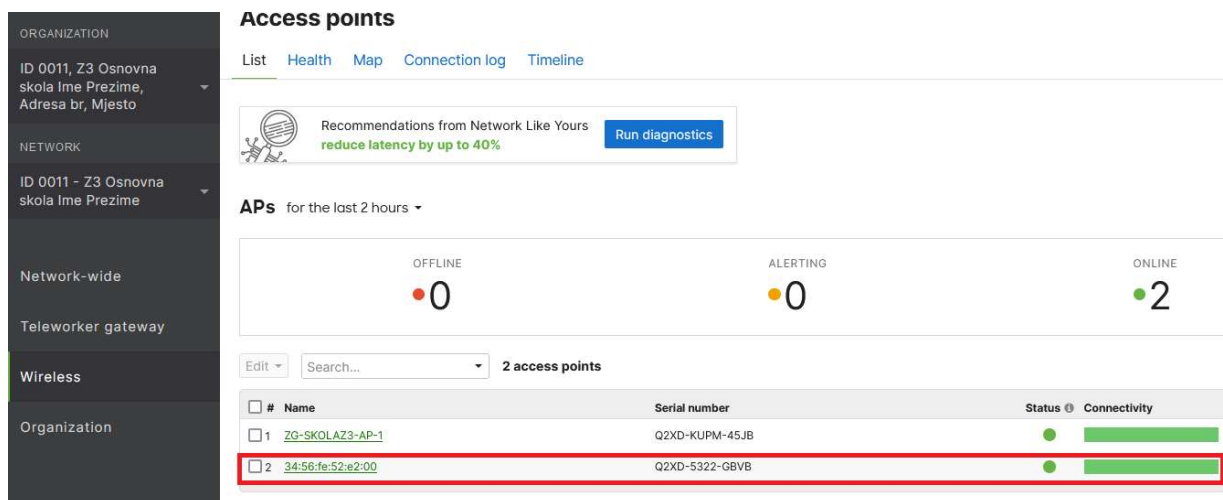 ORGANIZATION
ID 0011, Z3 Osnovna
skola Ime Prezime,
Adresa br, Mjesto
NETWORK
ID 0011 - Z3 Osnovna
skola Ime Prezime
Network-wide
Teleworker gateway
Wireless
Organization
Access points
List Health Map Connection log Timeline
Recommendations from Network Like Yours
reduce latency by up to 40%
Run diagnostics
APs for the last 2 hours
OFFLINE ALERTING ONLINE
0 0 2
Edit Search... 2 access points
# Name Serial number Status Connectivity
1 ZG-SKOLAZ3-AP-1 Q2XD-KUPM-45JB
2 34:56:fe:52:e2:00 Q2XD-5322-GBVB